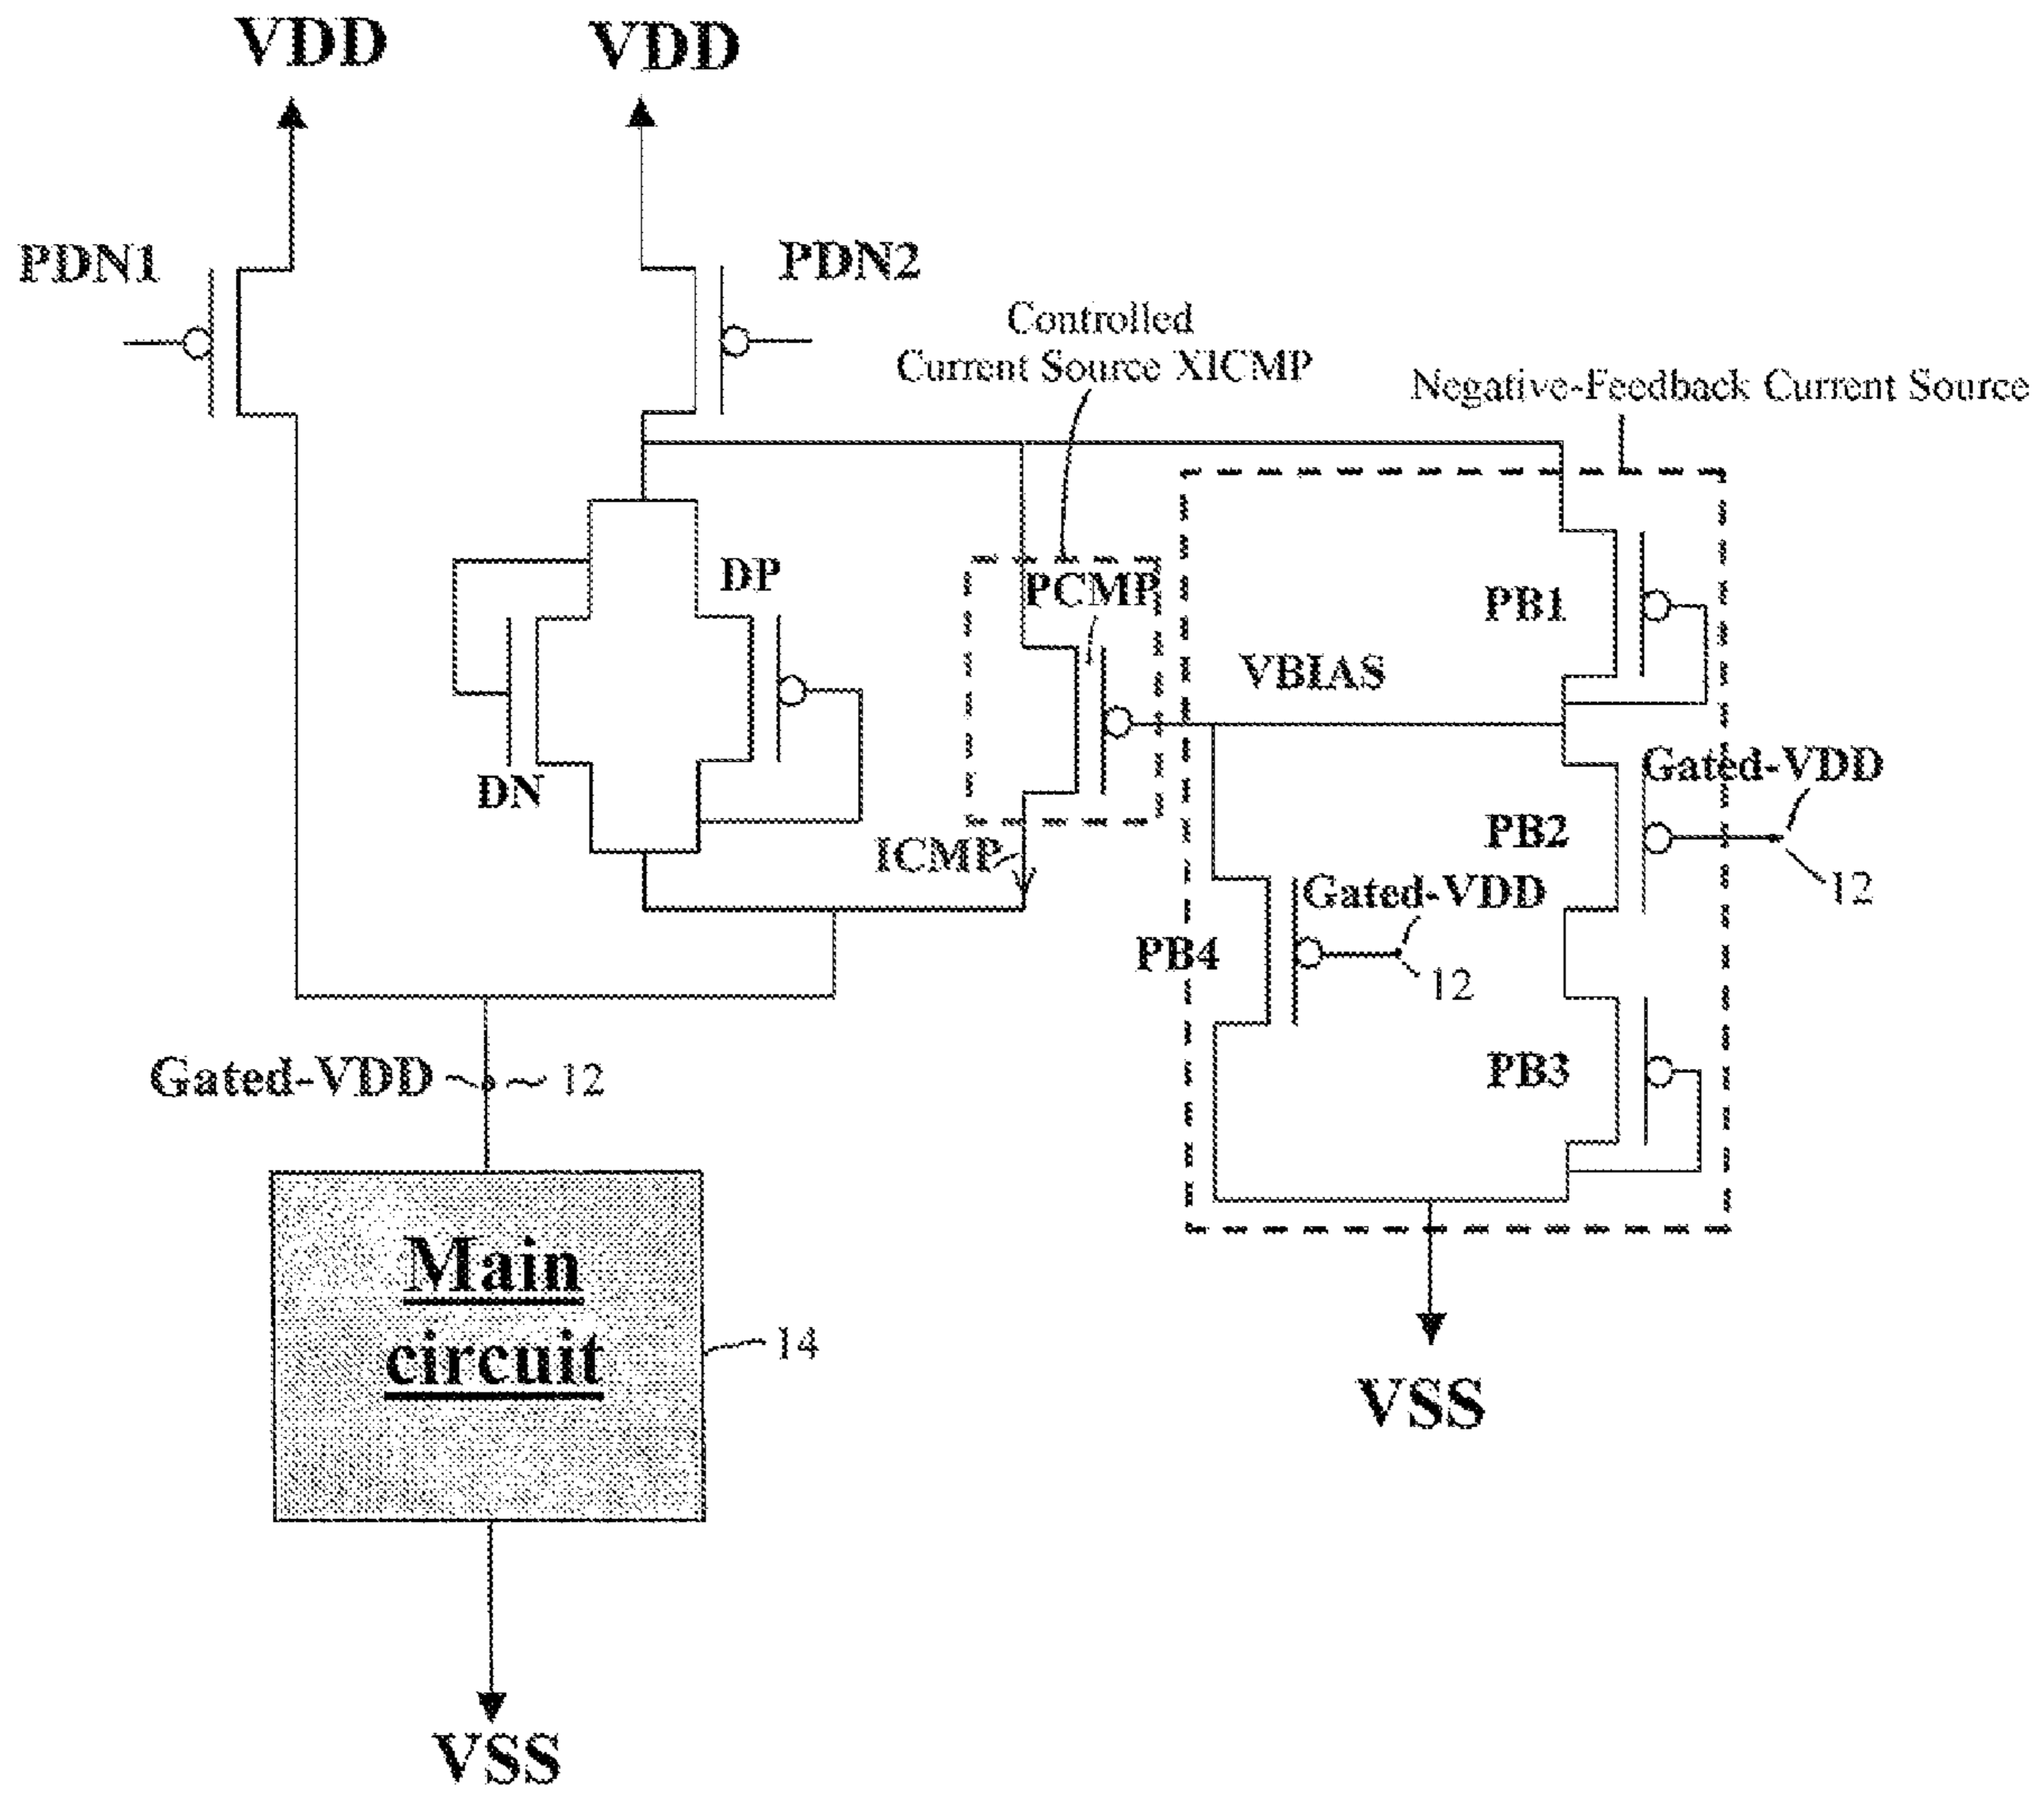 VDD
VDD
PDN1
PDN2
Controlled
Current Source XICMP
Negative-Feedback Current Source
DP
PCMP
PB1
VBIAS
DN
Gated-VDD
PB2
12
ICMP
Gated-VDD
PB4
12
PB3
Gated-VDD
12
Main
circuit
14
VSS
VSS